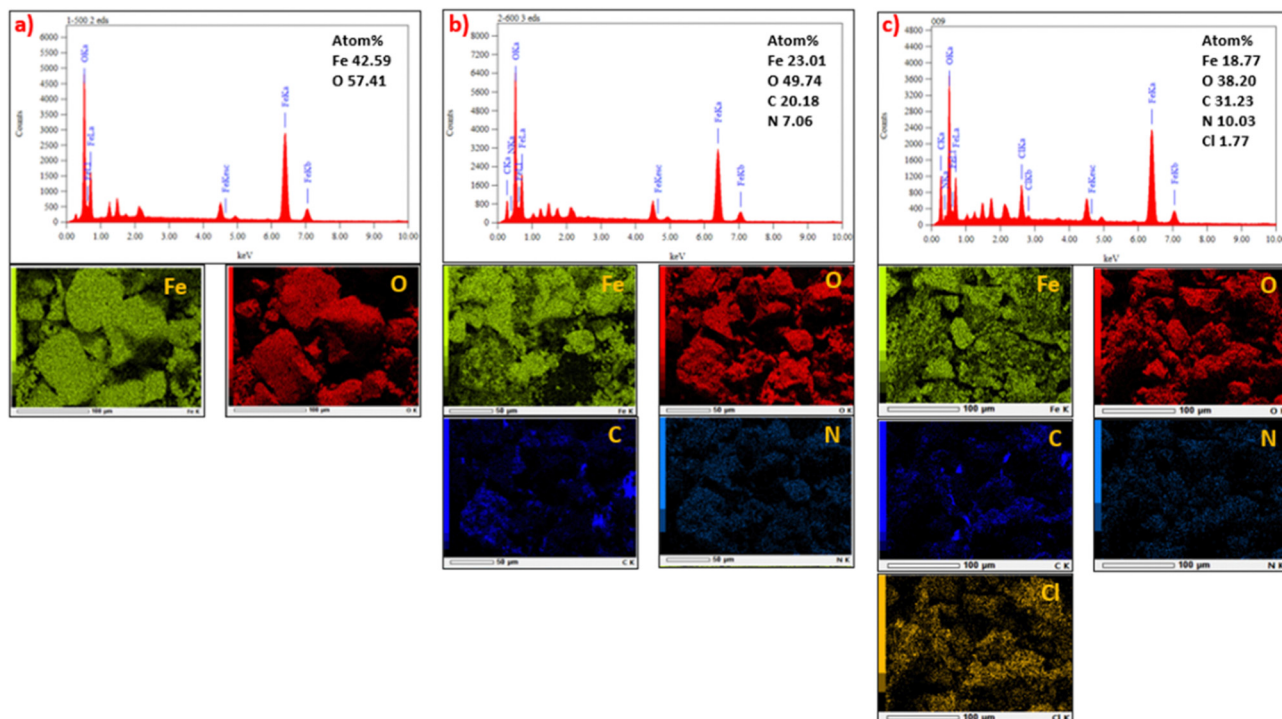 a)
1-500 2 eds
Atom%
Fe 42.59
O 57.41
Counts
6000
5500
5000
4500
4000
3500
3000
2500
2000
1500
1000
500
0
OKa
FeLa
FeKesc
FeKa
FeKb
0.00 1.00 2.00 3.00 4.00 5.00 6.00 7.00 8.00 9.00 10.00
keV
Fe
100 µm
Fe K
O
100 µm
O K
b)
2-600 3 eds
Atom%
Fe 23.01
O 49.74
C 20.18
N 7.06
Counts
8000
7200
6400
5600
4800
4000
3200
2400
1600
800
0
CKa
NKa
OKa
FeLa
FeKesc
FeKa
FeKb
0.00 1.00 2.00 3.00 4.00 5.00 6.00 7.00 8.00 9.00 10.00
keV
Fe
50 µm
Fe K
O
50 µm
O K
C
50 µm
C K
N
50 µm
N K
c)
009
Atom%
Fe 18.77
O 38.20
C 31.23
N 10.03
Cl 1.77
Counts
4800
4400
4000
3600
3200
2800
2400
2000
1600
1200
800
400
0
CKa
NKa
OKa
FeLa
ClKa
ClKb
FeKesc
FeKa
FeKb
0.00 1.00 2.00 3.00 4.00 5.00 6.00 7.00 8.00 9.00 10.00
keV
Fe
100 µm
Fe K
O
100 µm
O K
C
100 µm
C K
N
100 µm
N K
Cl
100 µm
Cl K